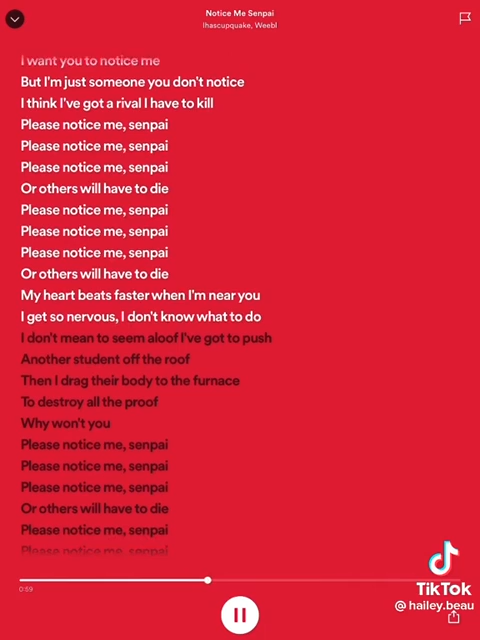 Notice Me Senpai
Ihascupquake, Weebl
I want you to notice me
But I'm just someone you don't notice
I think I've got a rival I have to kill
Please notice me, senpai
Please notice me, senpai
Please notice me, senpai
Or others will have to die
Please notice me, senpai
Please notice me, senpai
Please notice me, senpai
Or others will have to die
My heart beats faster when I'm near you
I get so nervous, I don't know what to do
I don't mean to seem aloof I've got to push
Another student off the roof
Then I drag their body to the furnace
To destroy all the proof
Why won't you
Please notice me, senpai
Please notice me, senpai
Please notice me, senpai
Or others will have to die
Please notice me, senpai
Please notice me, senpai
0:59
TikTok
@hailey.beau